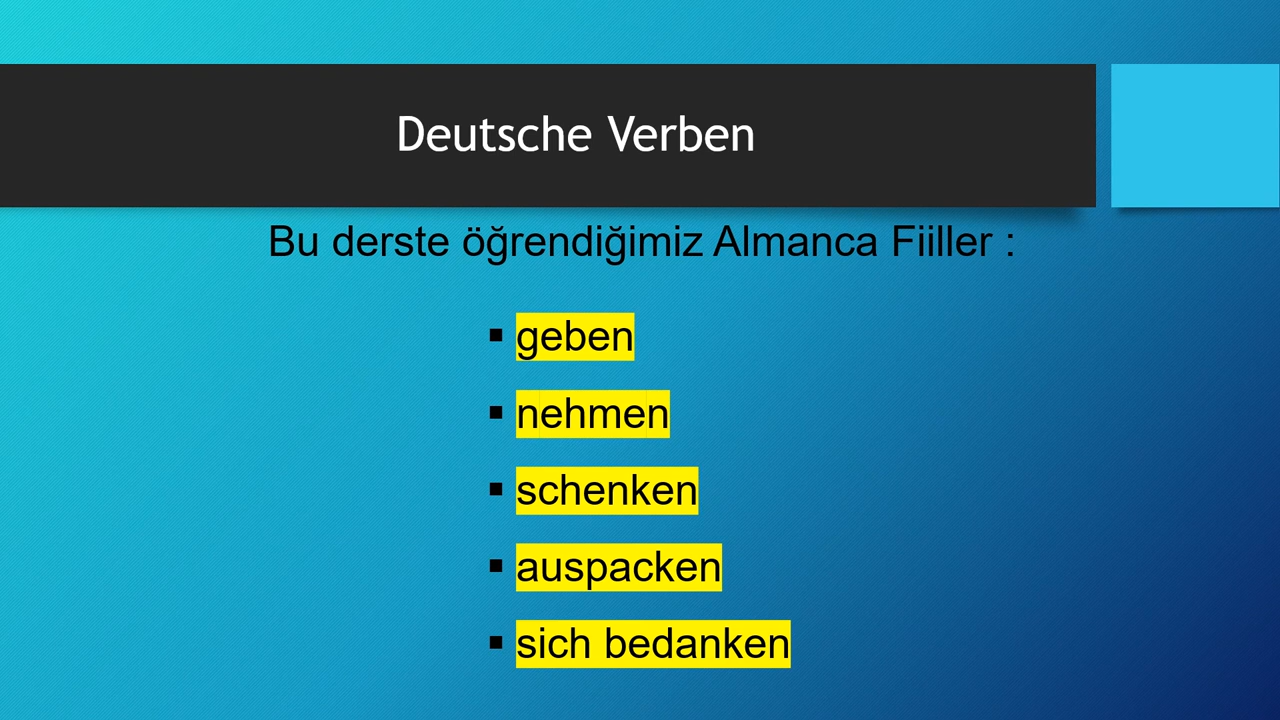 Deutsche Verben
Bu derste öğrendiğimiz Almanca Fiiller :
▪ geben
▪ nehmen
▪ schenken
▪ auspacken
▪ sich bedanken